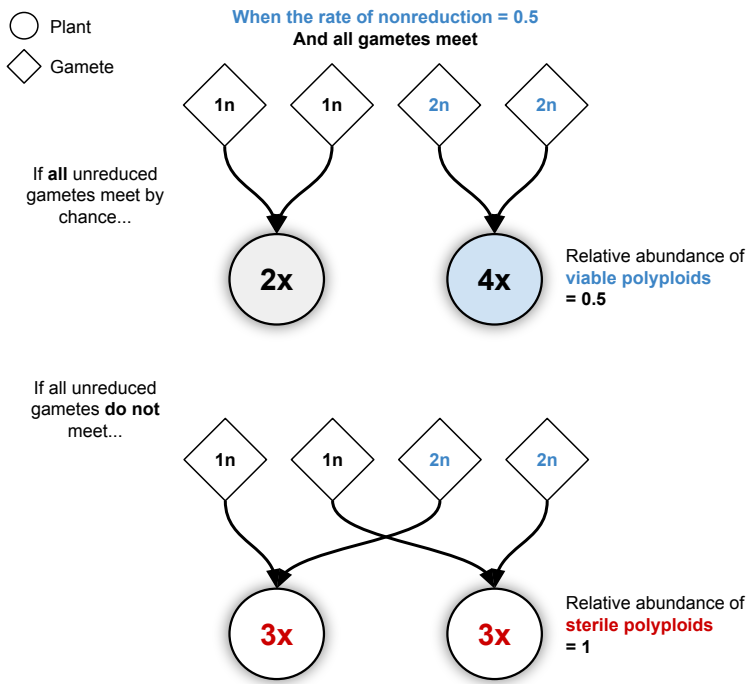 Plant
Gamete
When the rate of nonreduction = 0.5
And all gametes meet
1n 1n 2n 2n
If all unreduced
gametes meet by
chance...
2x 4x
Relative abundance of
viable polyploids
= 0.5
If all unreduced
gametes do not
meet...
1n 1n 2n 2n
3x 3x
Relative abundance of
sterile polyploids
= 1